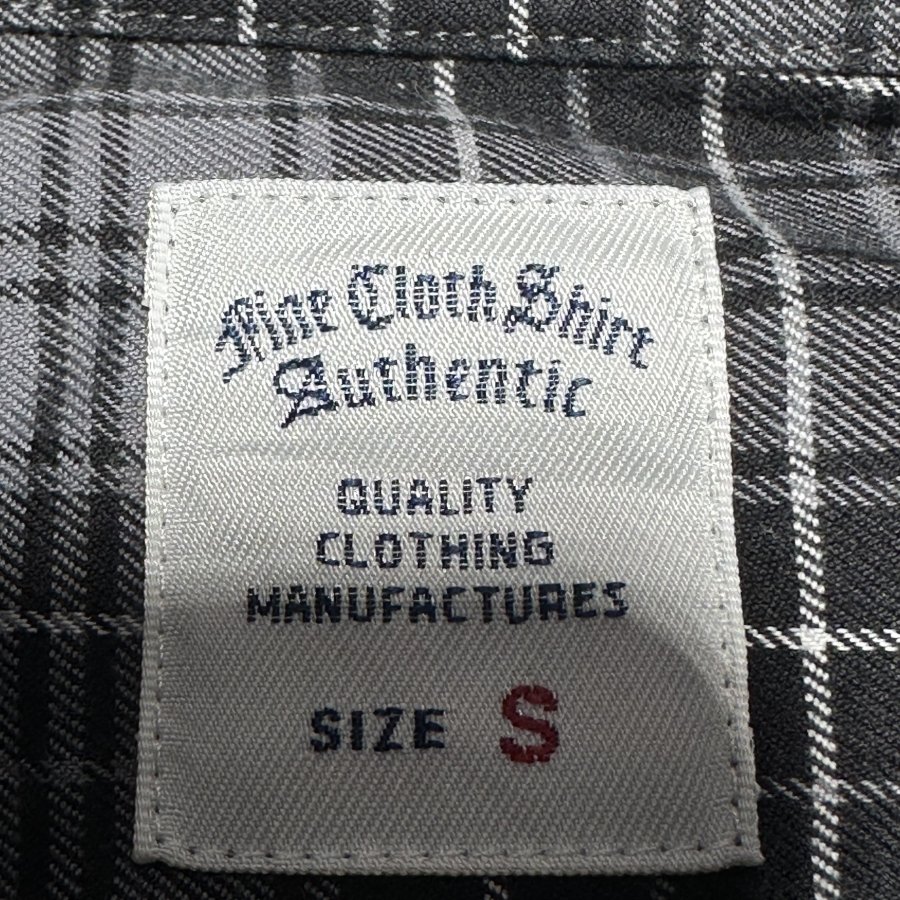 Fine Cloth Shirt
Authentic
QUALITY
CLOTHING
MANUFACTURES
SIZE S